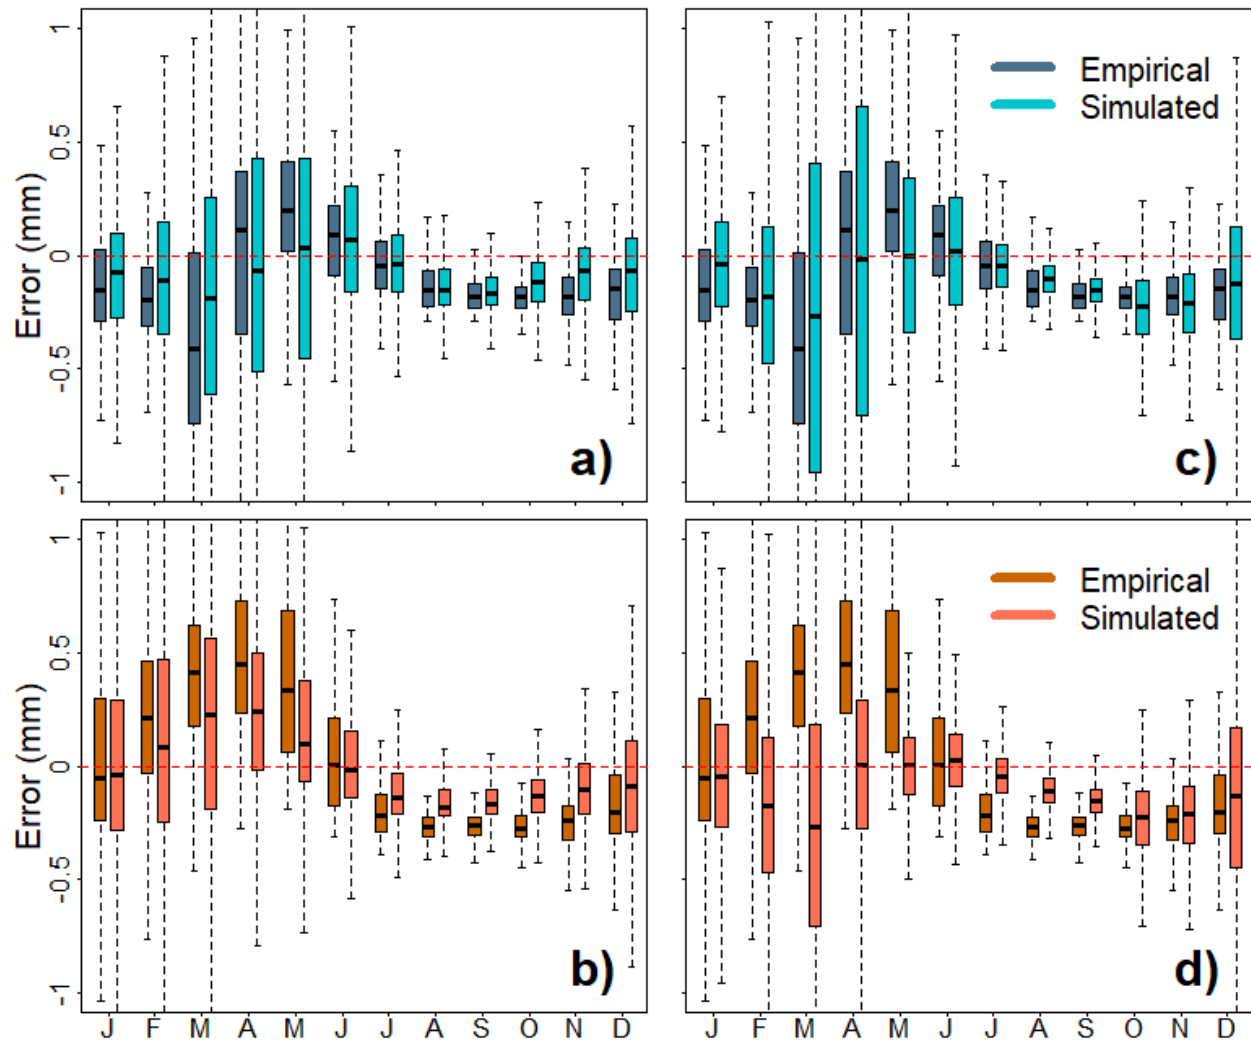 1
0.5
0
-0.5
-1
Error (mm)
a)
Empirical
Simulated
c)
1
0.5
0
-0.5
-1
Error (mm)
b)
J F M A M J J A S O N D
Empirical
Simulated
d)
J F M A M J J A S O N D